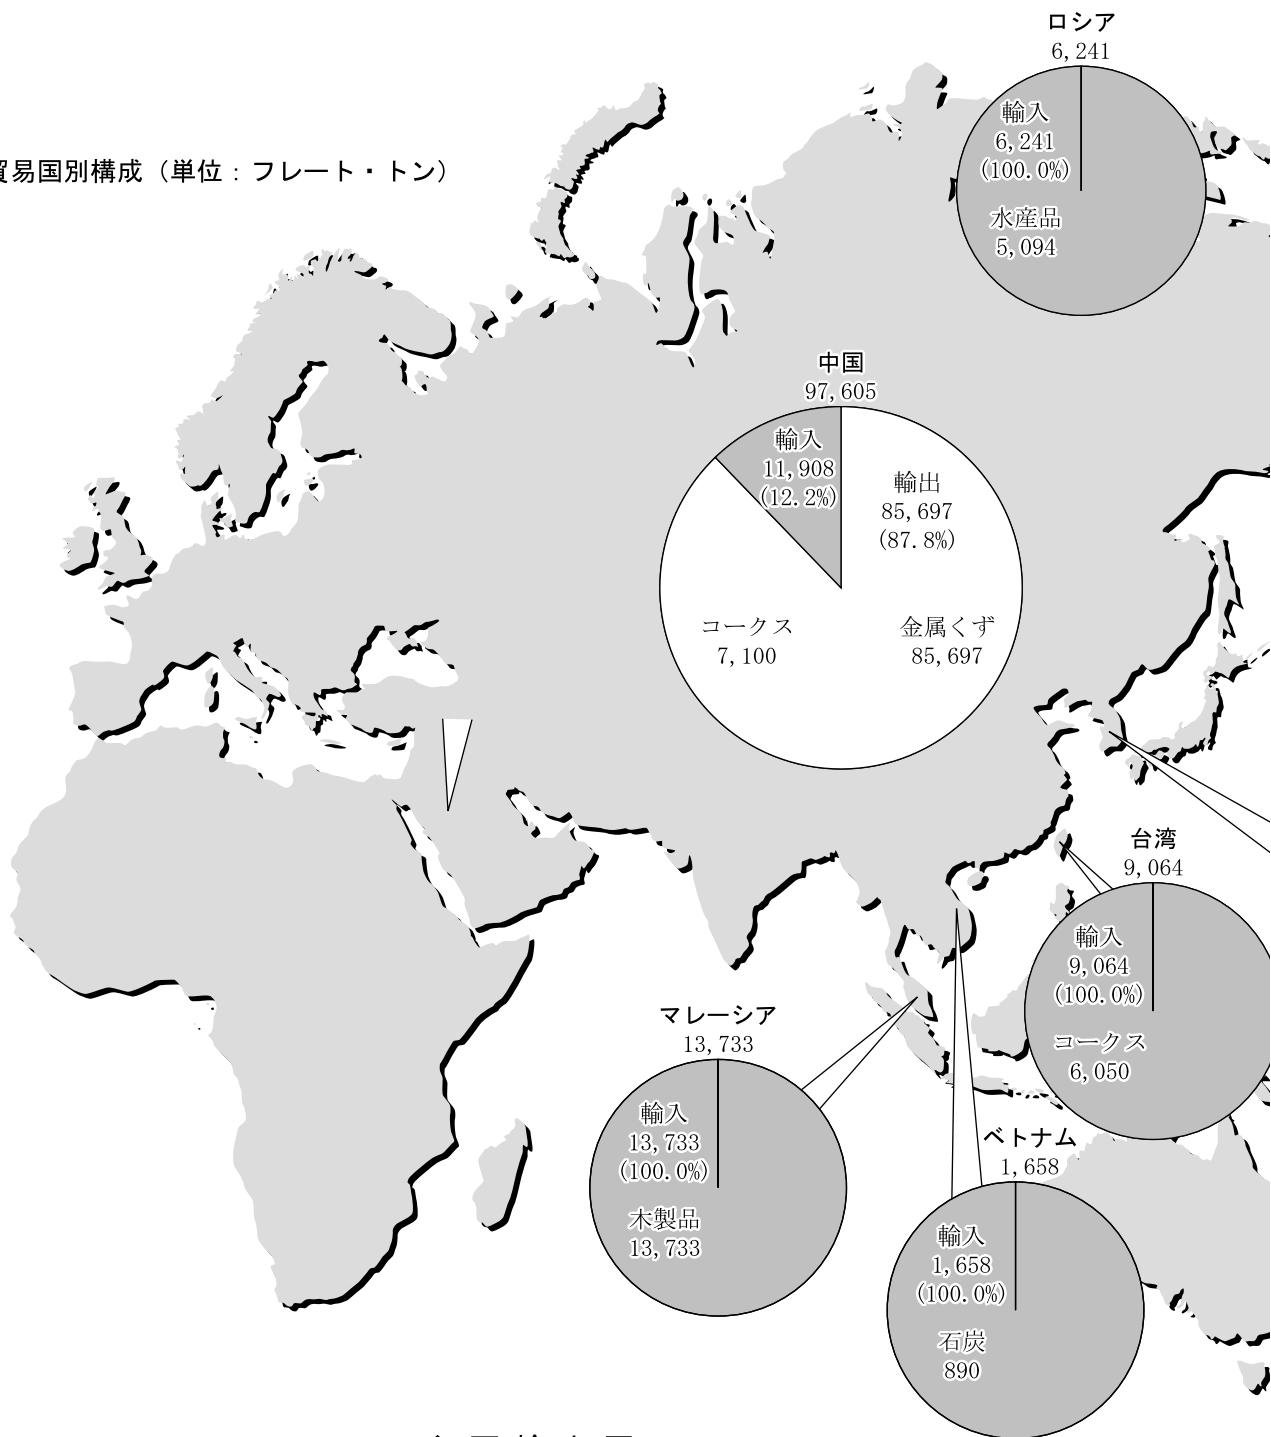 ロシア
6,241
輸入
6,241
(100.0%)
水産品
5,094
易国別構成（単位：フレート・トン）
中国
97,605
輸入
11,908
(12.2%)
輸出
85,697
(87.8%)
コークス
7,100
金属くず
85,697
台湾
9,064
輸入
9,064
(100.0%)
コークス
6,050
マレーシア
13,733
輸入
13,733
(100.0%)
木製品
13,733
ベトナム
1,658
輸入
1,658
(100.0%)
石炭
890